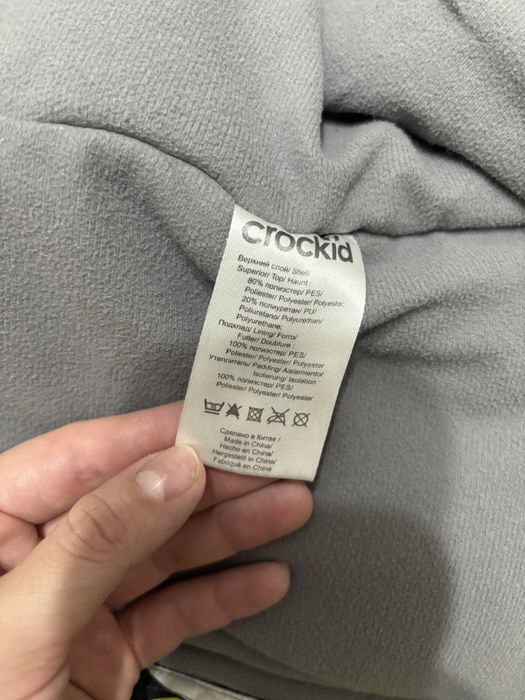 crockid
Верхний слой/ Shell/
Superior/ Top/ Haunt:
80% полиэстер/ PES/
Poliester/ Polyester/ Polyester;
20% полиуретан/ PU/
Poliuretano/ Polyurethan/
Polyurethane;
Подклад/ Lining/ Forro/
Futter/ Doublure:
100% полиэстер/ PES/
Poliester/ Polyester/ Polyester
Утеплитель/ Padding/ Aislamiento/
Isolierung/ Isolation
100% полиэстер/ PES/
Poliester/ Polyester/ Polyester
Сделано в Китае /
Made in China/
Hecho en China/
Hergestellt in China/
Fabriqué en China